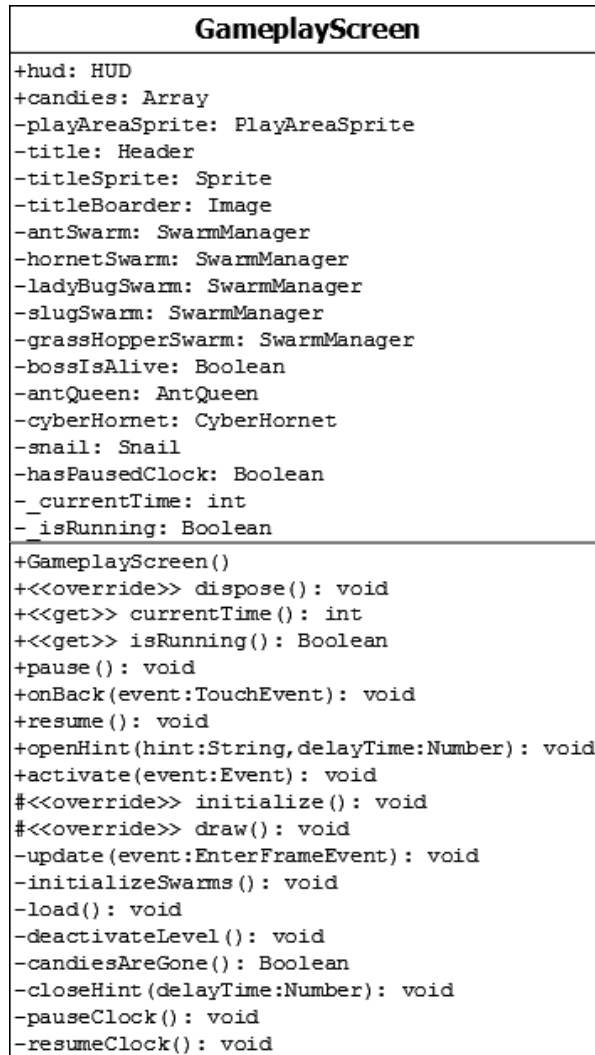 GameplayScreen
+hud: HUD
+candies: Array
-playAreaSprite: PlayAreaSprite
-title: Header
-titleSprite: Sprite
-titleBoarder: Image
-antSwarm: SwarmManager
-hornetSwarm: SwarmManager
-ladyBugSwarm: SwarmManager
-slugSwarm: SwarmManager
-grassHopperSwarm: SwarmManager
-bossIsAlive: Boolean
-antQueen: AntQueen
-cyberHornet: CyberHornet
-snail: Snail
-hasPausedClock: Boolean
-_currentTime: int
-_isRunning: Boolean
+GameplayScreen()
+<<override>> dispose(): void
+<<get>> currentTime(): int
+<<get>> isRunning(): Boolean
+pause(): void
+onBack(event:TouchEvent): void
+resume(): void
+openHint(hint:String,delayTime:Number): void
+activate(event:Event): void
#<<override>> initialize(): void
#<<override>> draw(): void
-update(event:EnterFrameEvent): void
-initializeSwarms(): void
-load(): void
-deactivateLevel(): void
-candiesAreGone(): Boolean
-closeHint(delayTime:Number): void
-pauseClock(): void
-resumeClock(): void